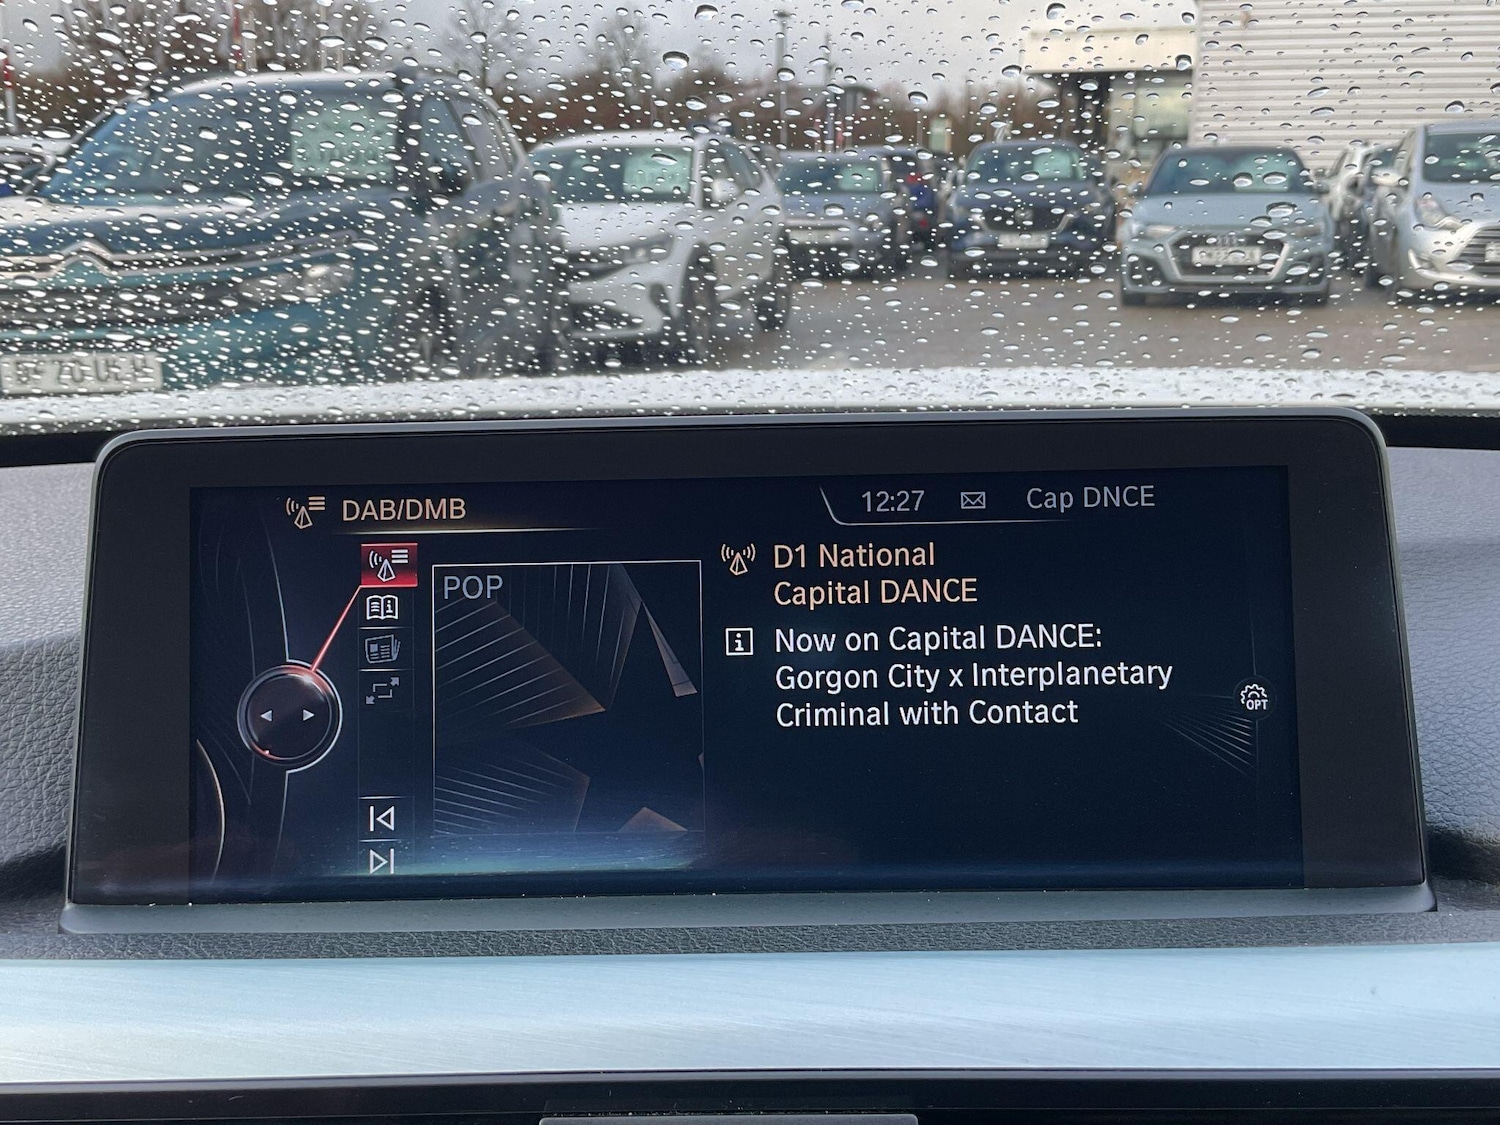 DAB/DMB
12:27
Cap DNCE
POP
D1 National
Capital DANCE
Now on Capital DANCE:
Gorgon City x Interplanetary
Criminal with Contact
OPT